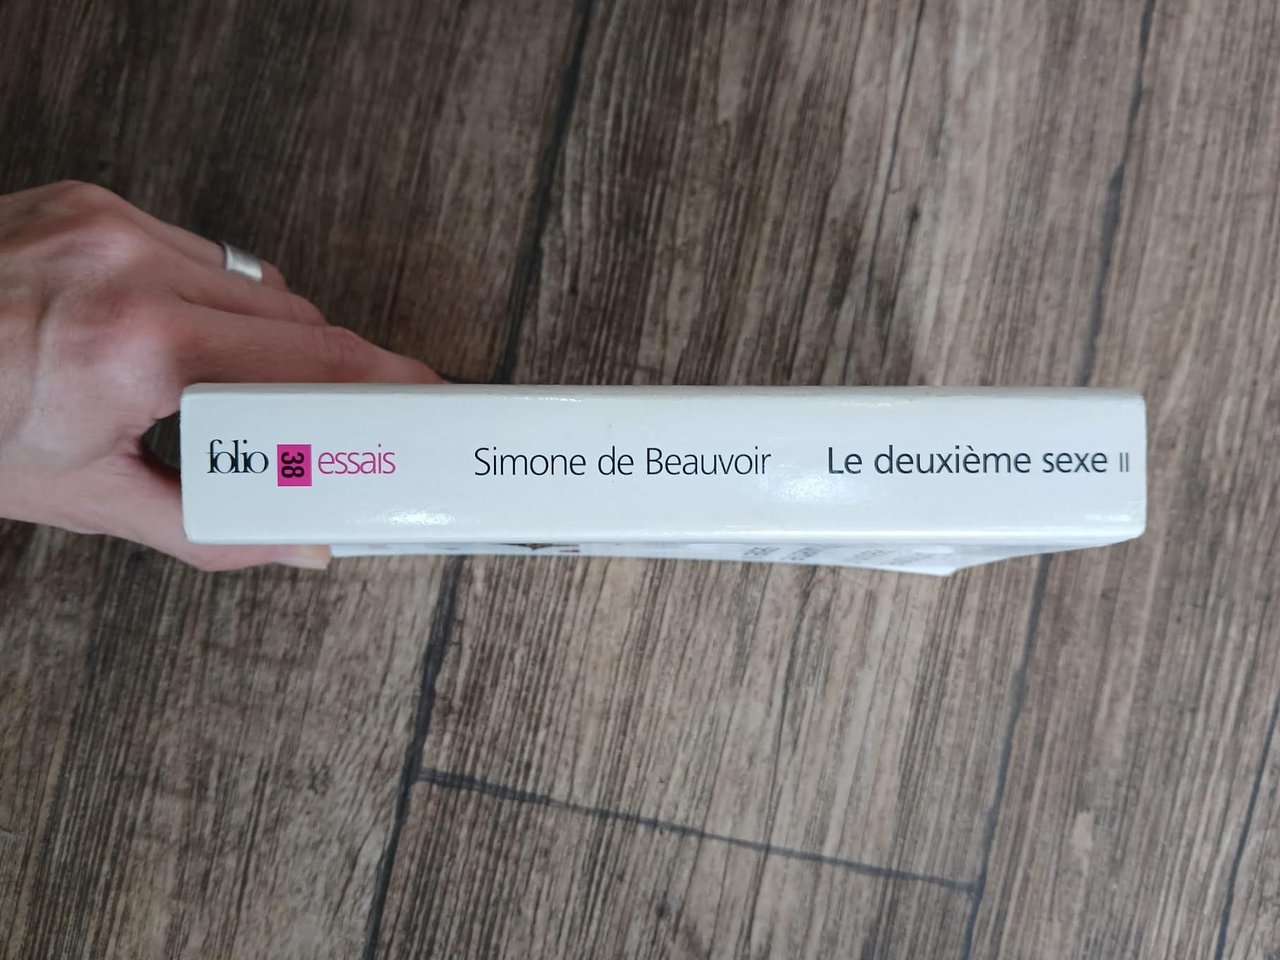 folio 38 essais Simone de Beauvoir Le deuxième sexe II